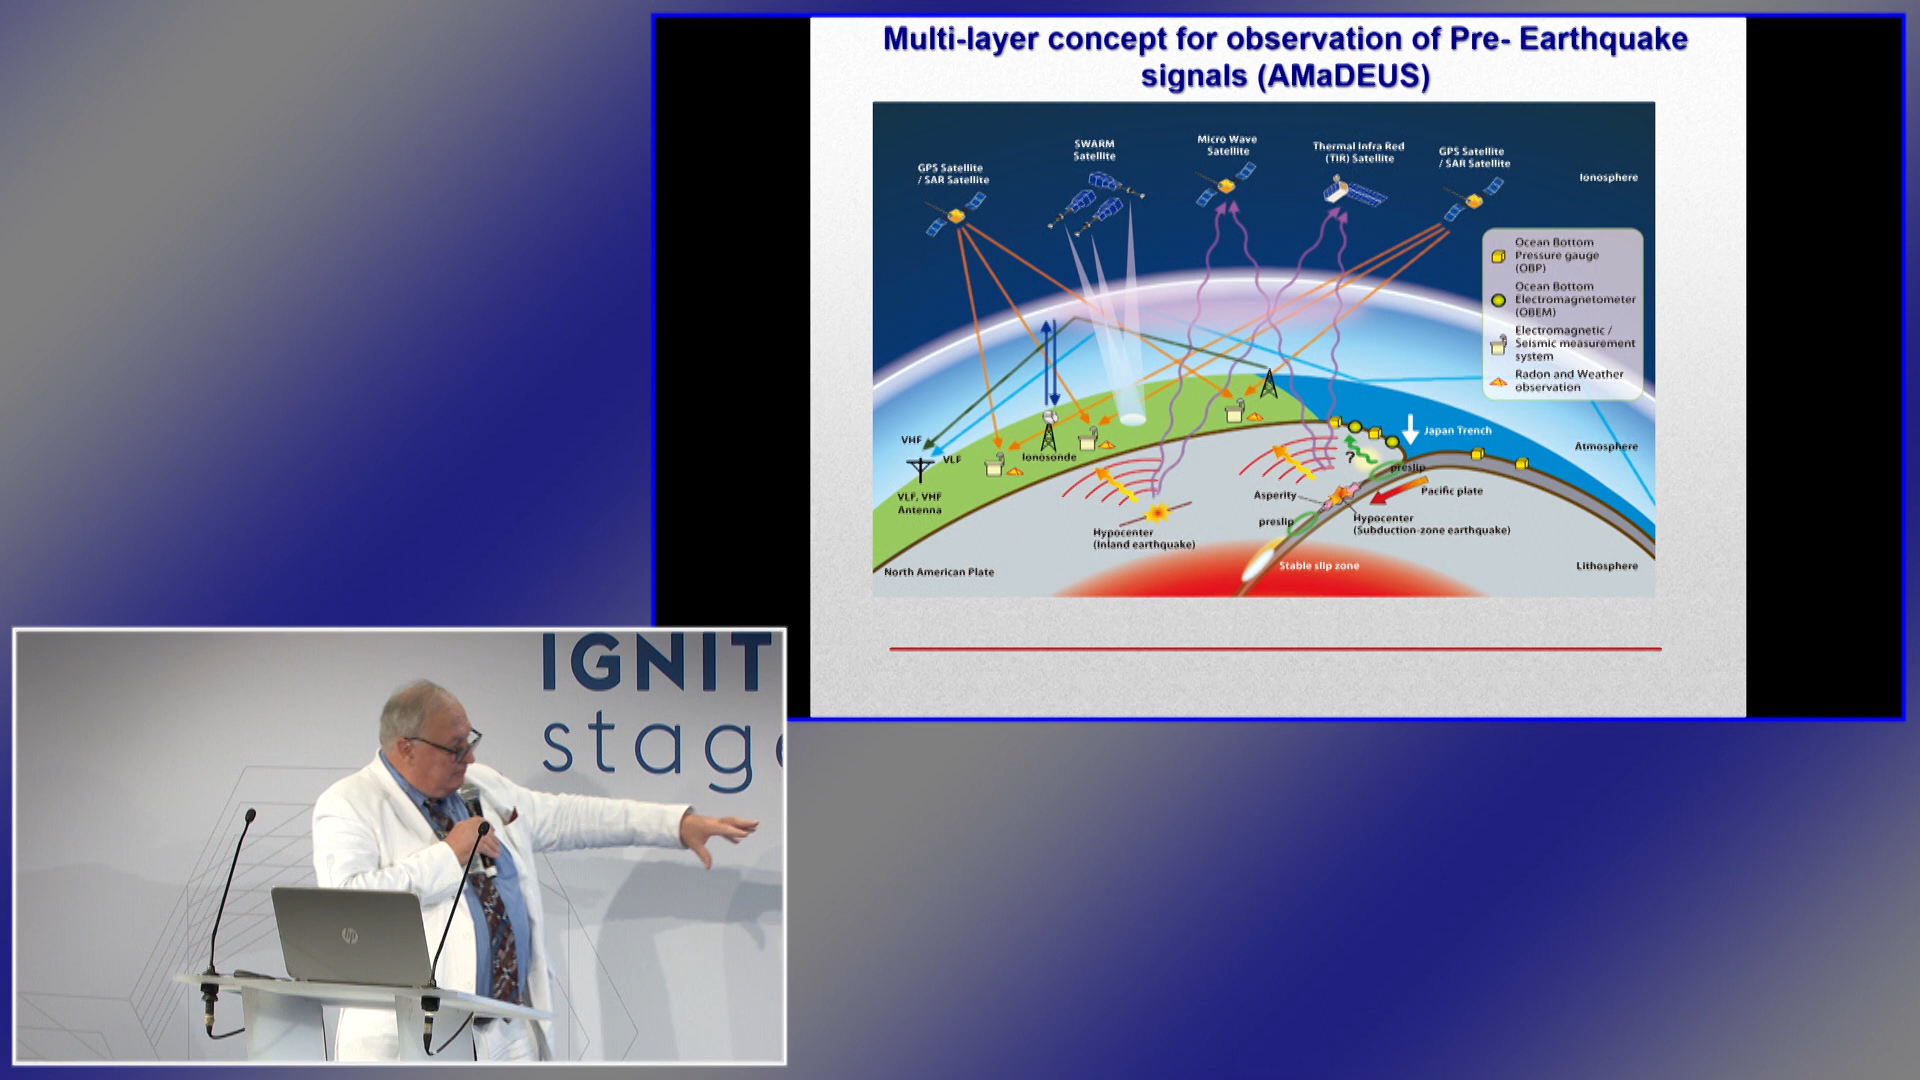 Multi-layer concept for observation of Pre- Earthquake
signals (AMaDEUS)
GPS Satellite
/ SAR Satellite
SWARM
Satellite
Micro Wave
Satellite
Thermal Infra Red
(TIR) Satellite
GPS Satellite
/ SAR Satellite
Ionosphere
Ocean Bottom
Pressure gauge
(OBP)
Ocean Bottom
Electromagnetometer
(OBEM)
Electromagnetic /
Seismic measurement
system
Radon and Weather
observation
VHF
VLF
Ionosonde
VLF, VHF
Antenna
Japan Trench
Atmosphere
?
preslip
Asperity
Pacific plate
preslip
Hypocenter
(Subduction-zone earthquake)
Hypocenter
(Inland earthquake)
North American Plate
Stable slip zone
Lithosphere
IGNIT
stage
hp